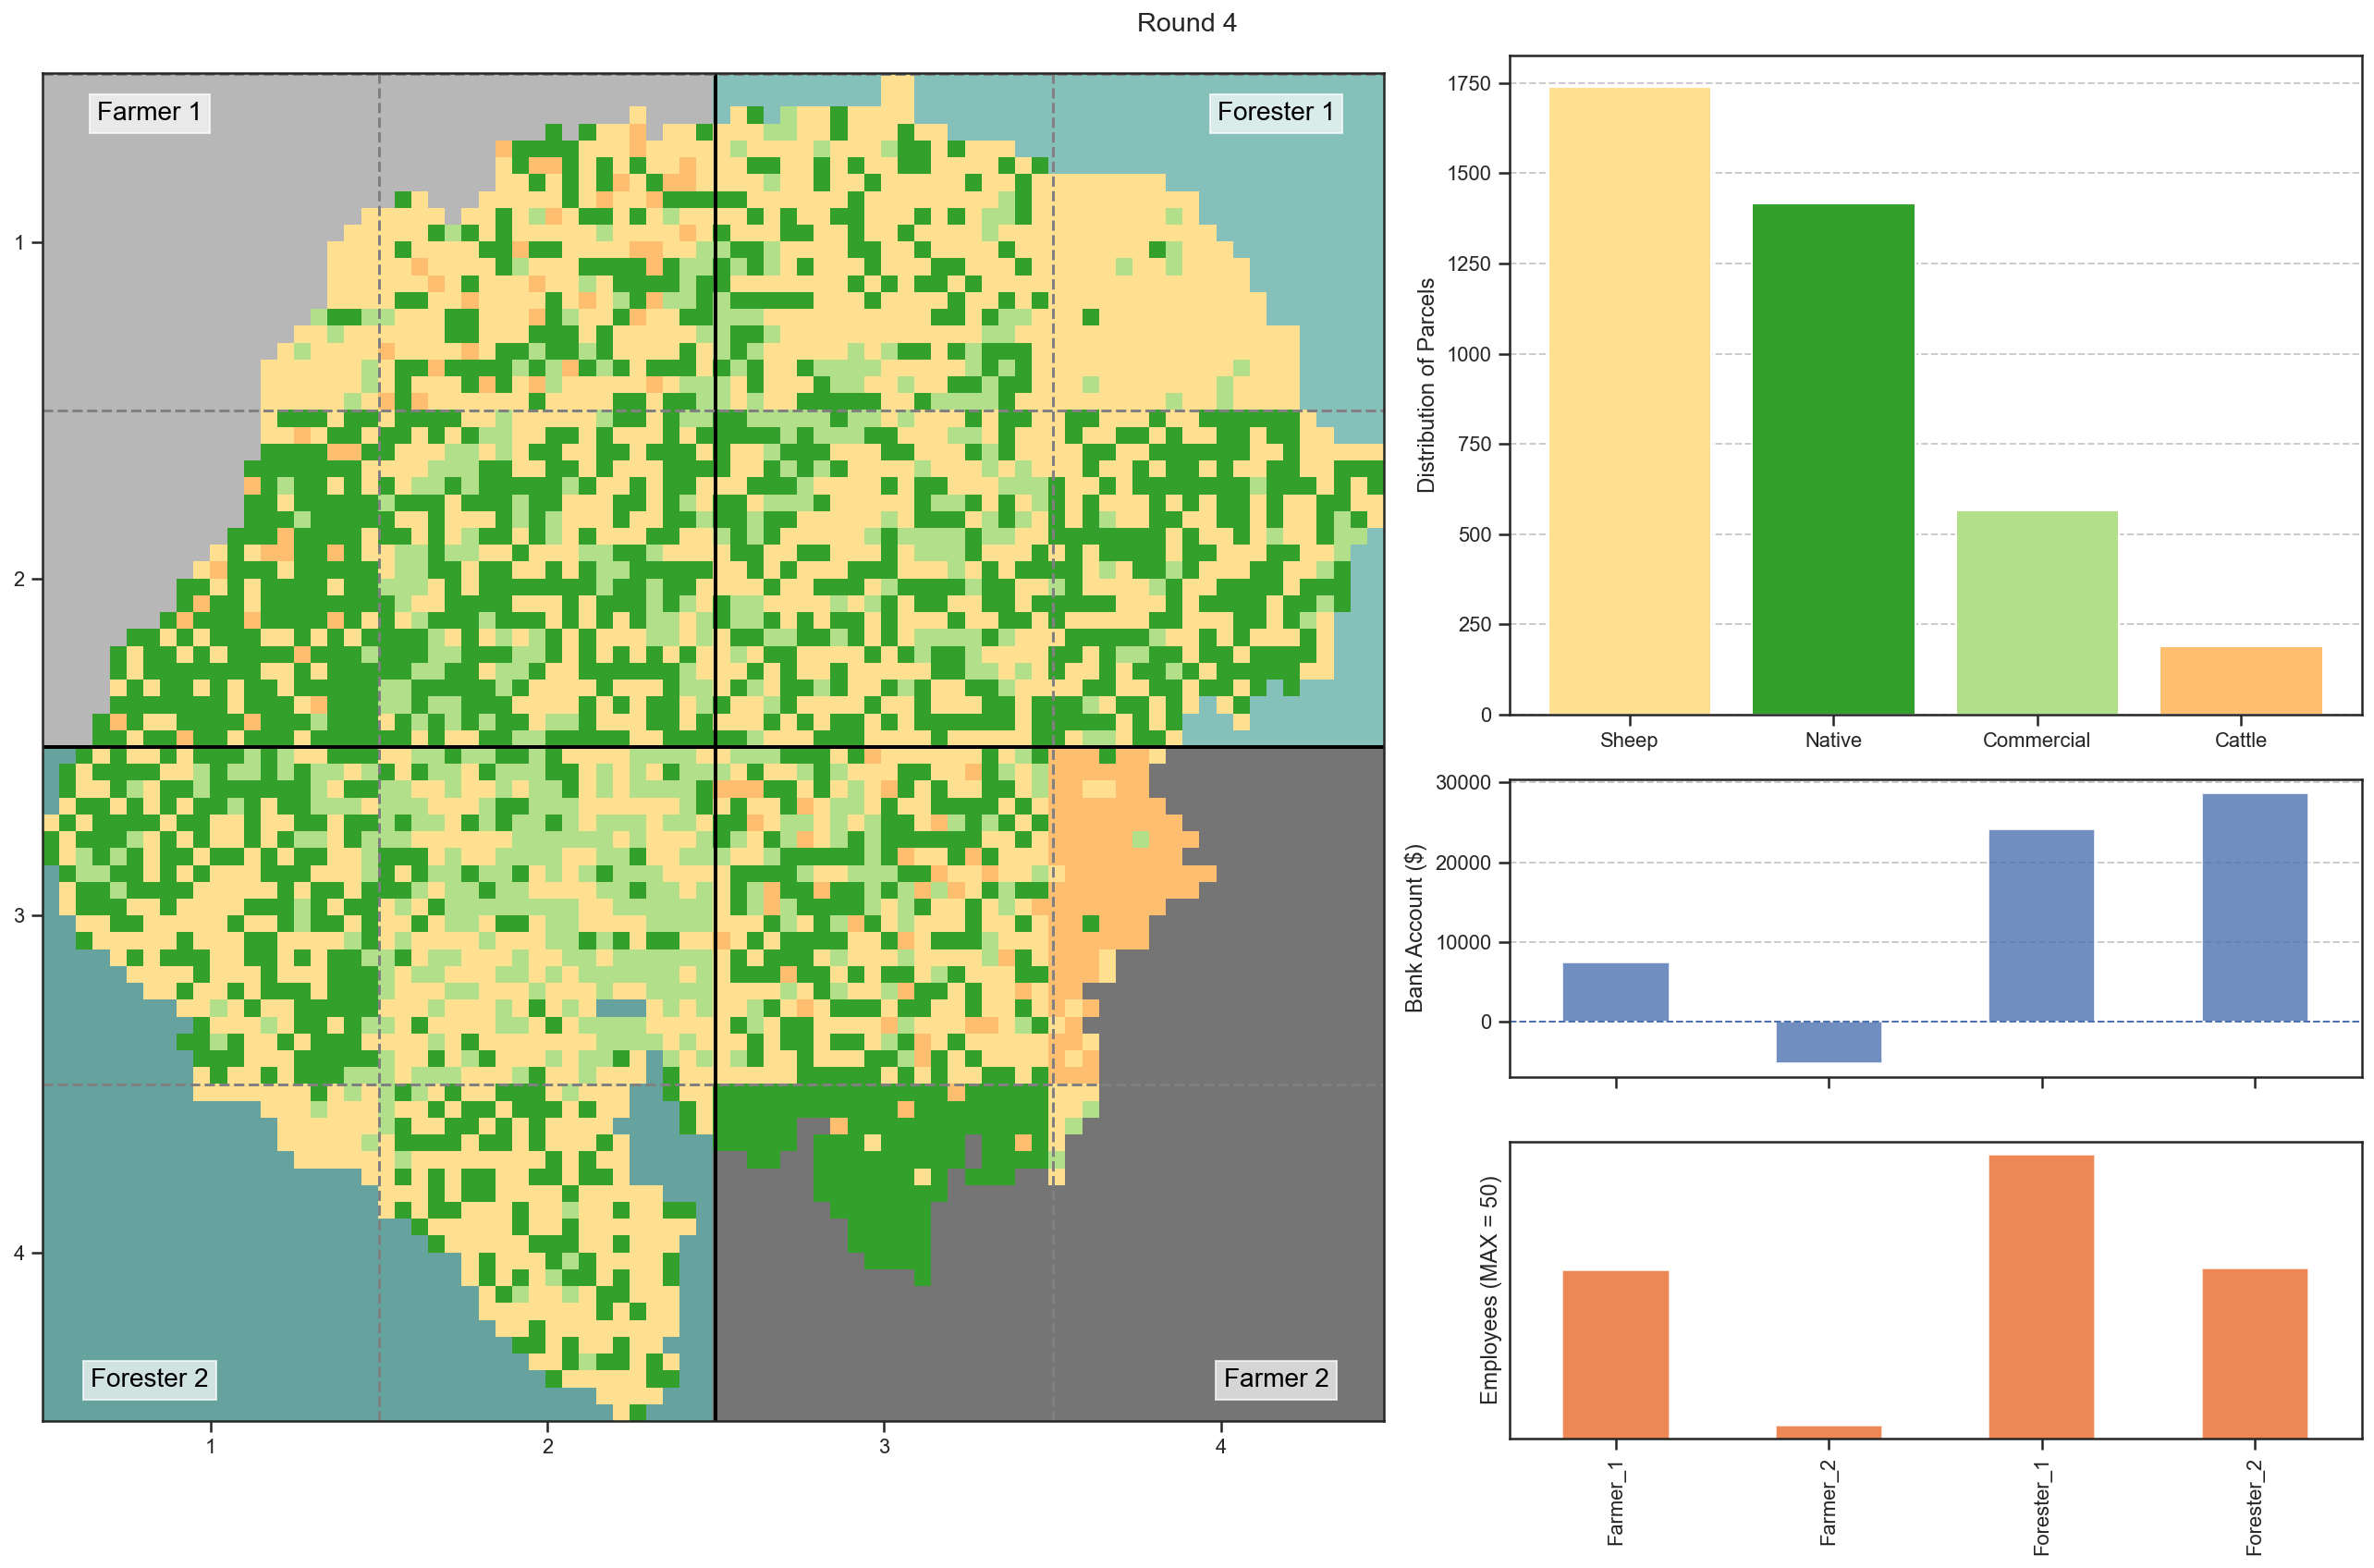 Round 4
Farmer 1
Forester 1
Forester 2
Farmer 2
1
2
3
4
1
2
3
4
Distribution of Parcels
1750
1500
1250
1000
750
500
250
0
Sheep
Native
Commercial
Cattle
Bank Account ($)
30000
20000
10000
0
Employees (MAX = 50)
Farmer_1
Farmer_2
Forester_1
Forester_2